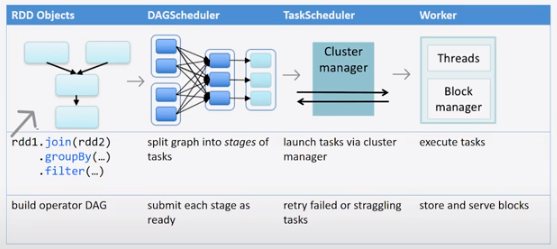 RDD Objects
DAGScheduler
TaskScheduler
Worker
Cluster
manager
Threads
Block
manager
rdd1.join(rdd2)
.groupBy(…)
.filter(…)
split graph into stages of
tasks
launch tasks via cluster
manager
execute tasks
build operator DAG
submit each stage as
ready
retry failed or straggling
tasks
store and serve blocks